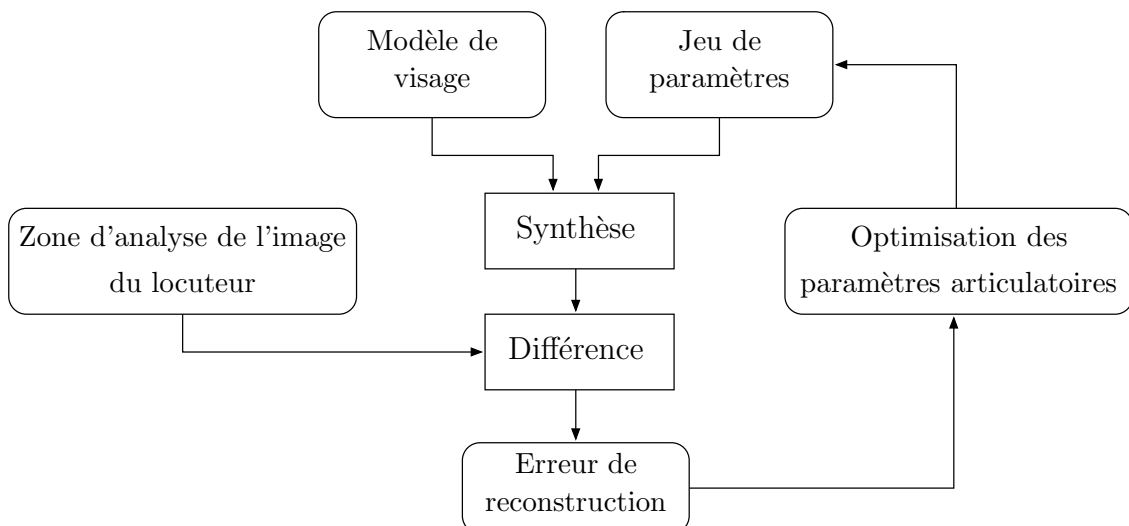 Modèle de
visage
Jeu de
paramètres
Zone d'analyse de l'image
du locuteur
Synthèse
Optimisation des
paramètres articulatoires
Différence
Erreur de
reconstruction